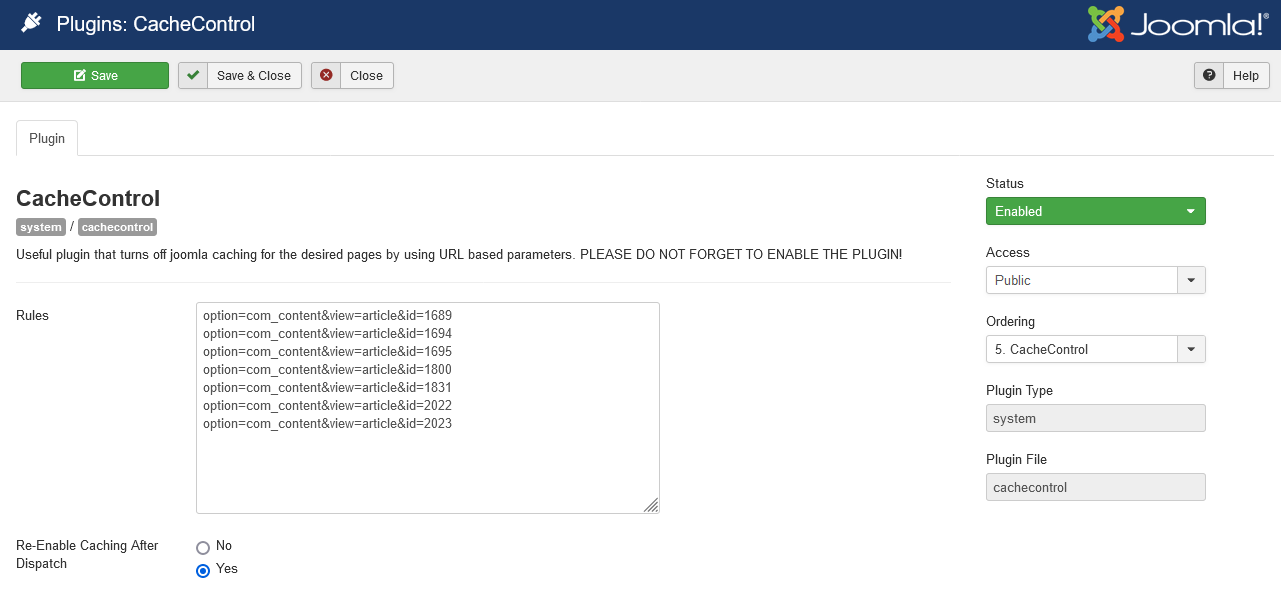 Plugins: CacheControl
Joomla!®
Save
Save & Close
Close
Help
Plugin
CacheControl
system / cachecontrol
Useful plugin that turns off joomla caching for the desired pages by using URL based parameters. PLEASE DO NOT FORGET TO ENABLE THE PLUGIN!
Rules
option=com_content&view=article&id=1689
option=com_content&view=article&id=1694
option=com_content&view=article&id=1695
option=com_content&view=article&id=1800
option=com_content&view=article&id=1831
option=com_content&view=article&id=2022
option=com_content&view=article&id=2023
Re-Enable Caching After
Dispatch
No
Yes
Status
Enabled
Access
Public
Ordering
5. CacheControl
Plugin Type
system
Plugin File
cachecontrol